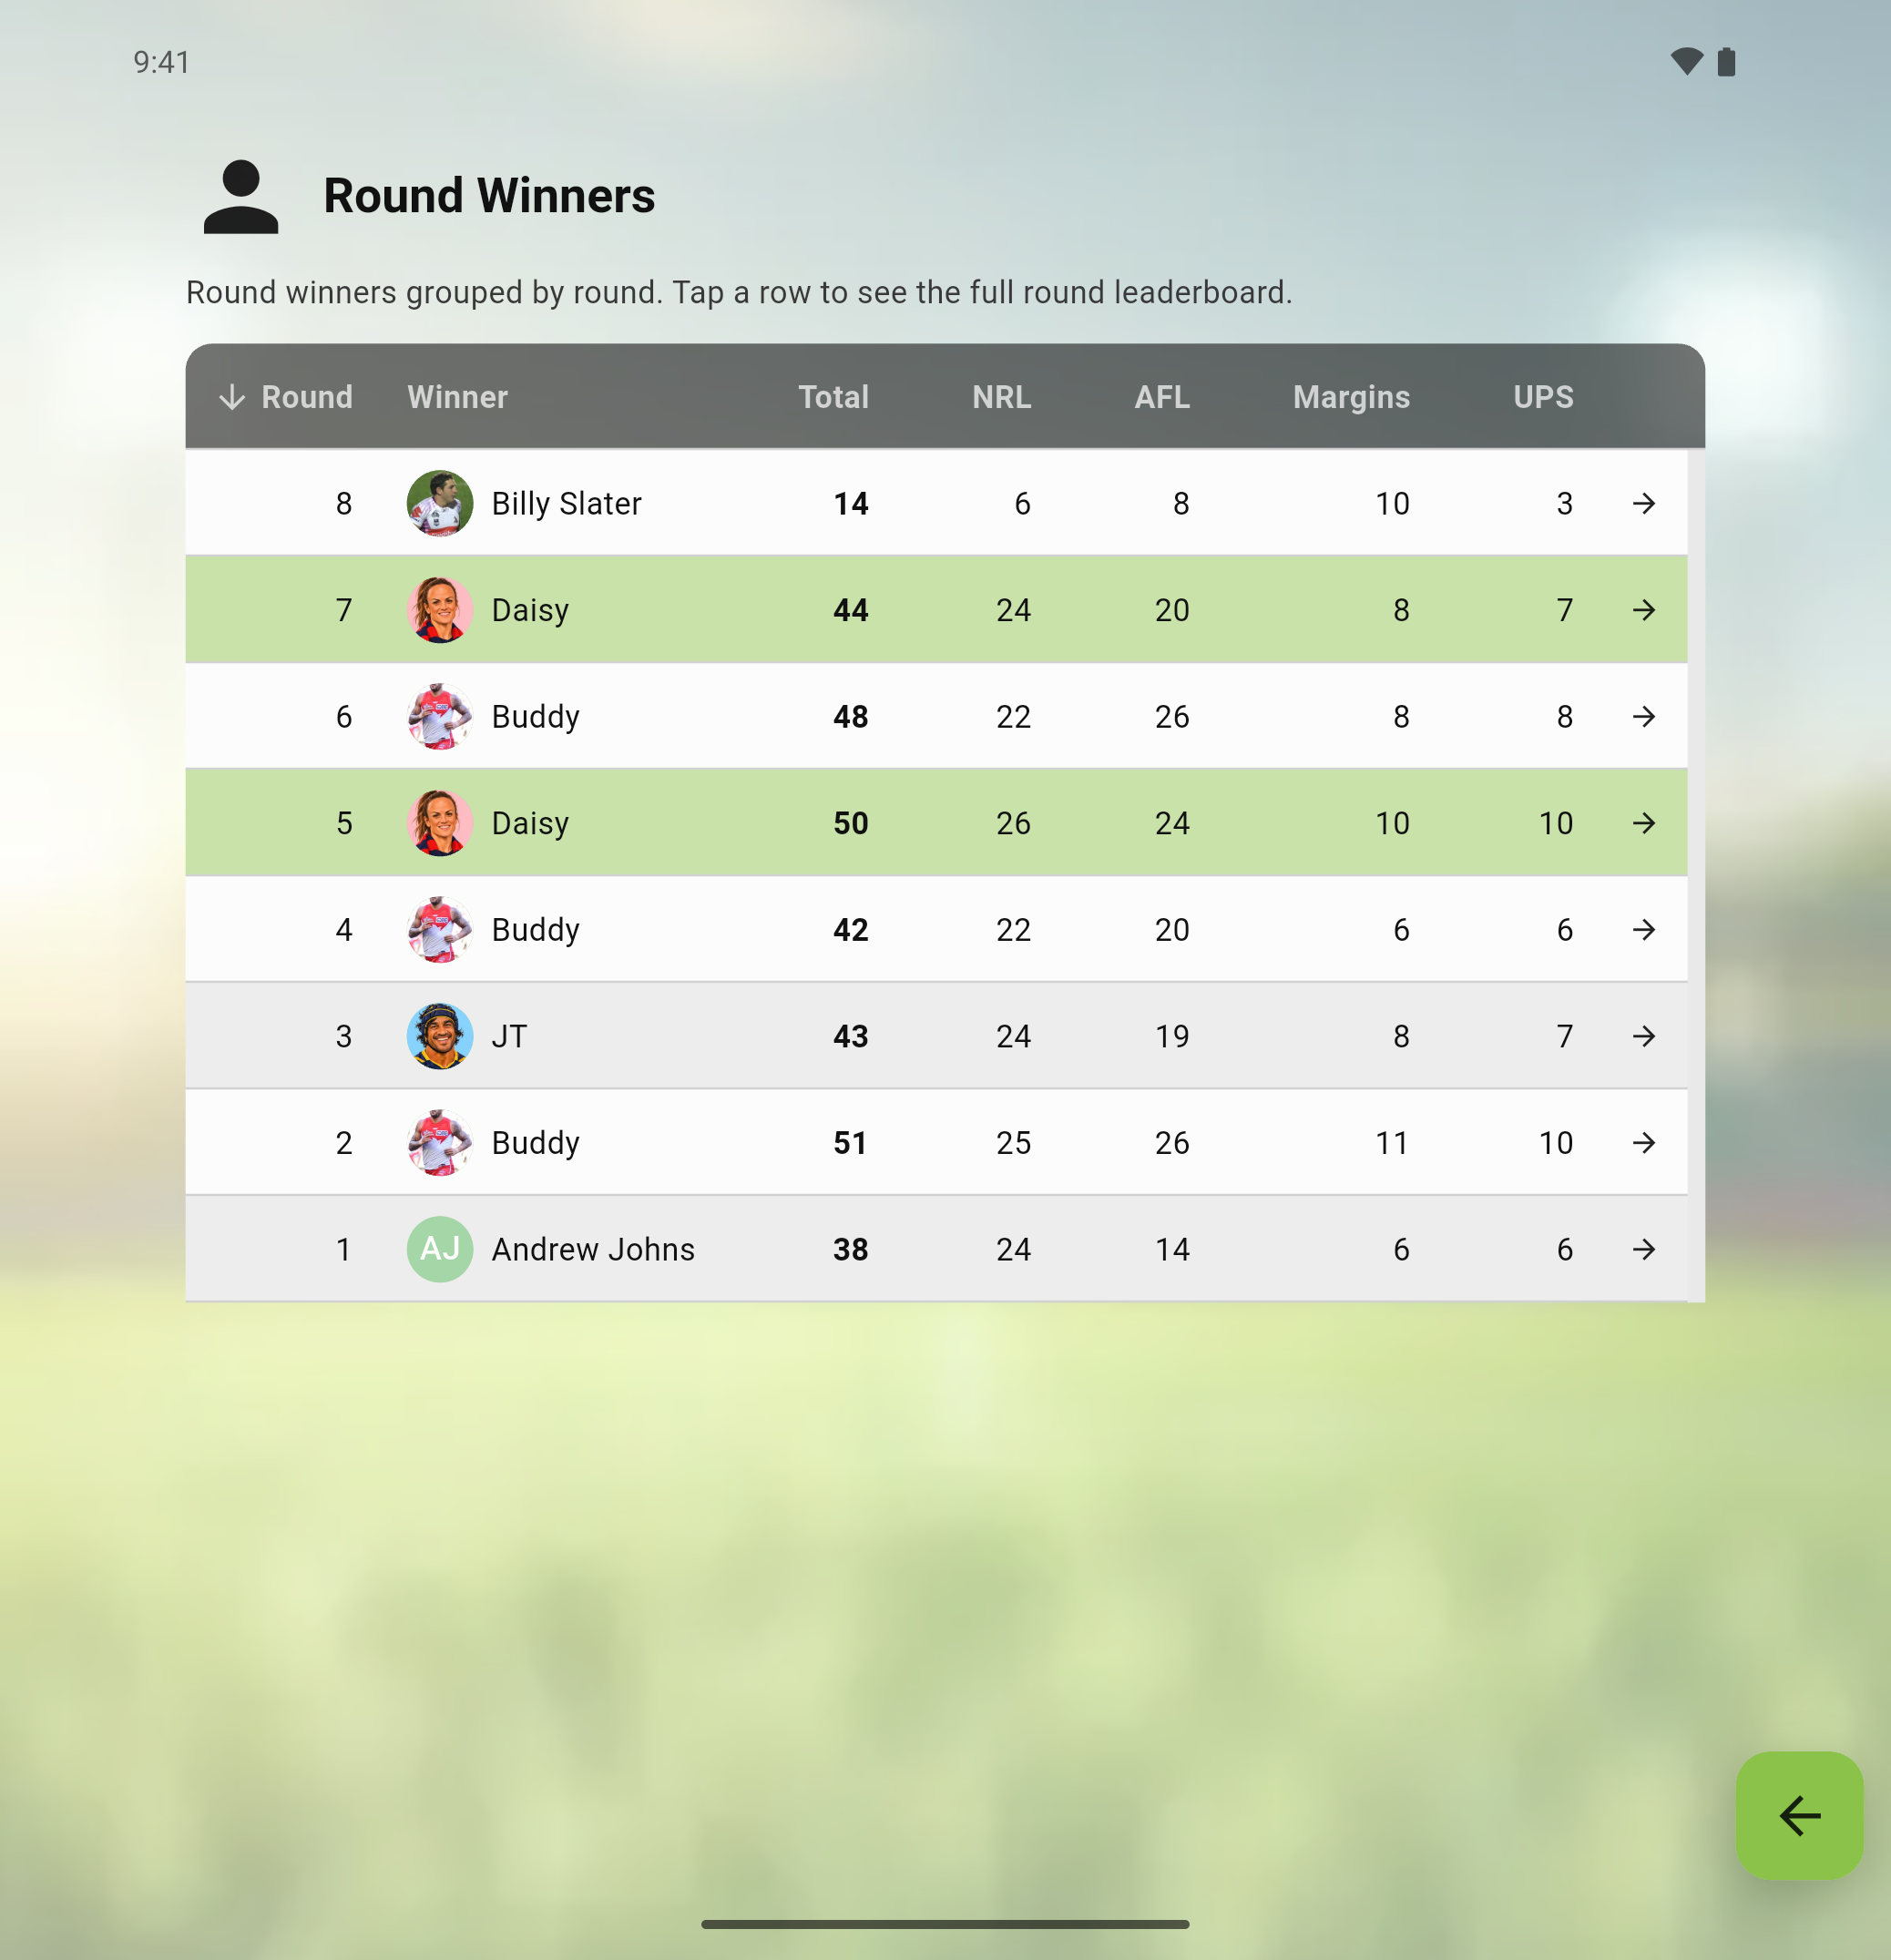 9:41
Round Winners
Round winners grouped by round. Tap a row to see the full round leaderboard.
Round Winner Total NRL AFL Margins UPS
8 Billy Slater 14 6 8 10 3
7 Daisy 44 24 20 8 7
6 Buddy 48 22 26 8 8
5 Daisy 50 26 24 10 10
4 Buddy 42 22 20 6 6
3 JT 43 24 19 8 7
2 Buddy 51 25 26 11 10
1 AJ Andrew Johns 38 24 14 6 6